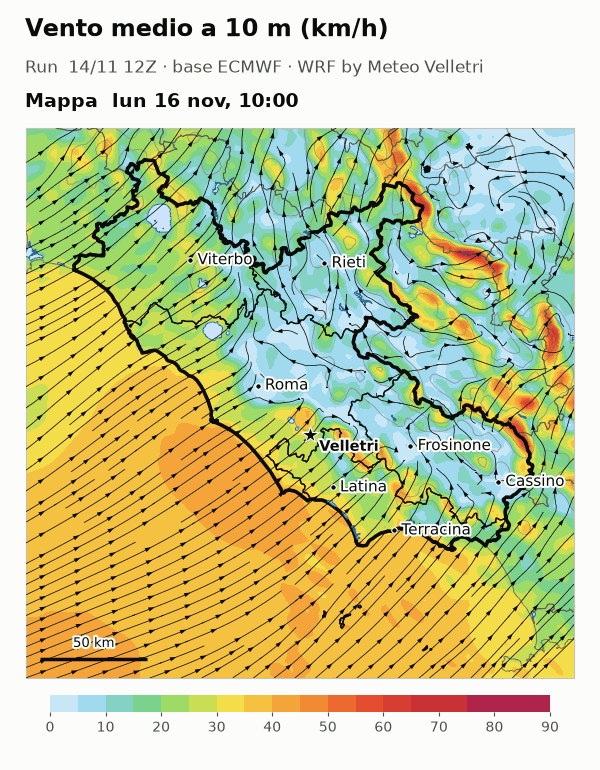 Vento medio a 10 m (km/h)
Run 14/11 12Z · base ECMWF · WRF by Meteo Velletri
Mappa lun 16 nov, 10:00
Viterbo
Rieti
Roma
Velletri
Frosinone
Cassino
Latina
Terracina
50 km
0 10 20 30 40 50 60 70 80 90